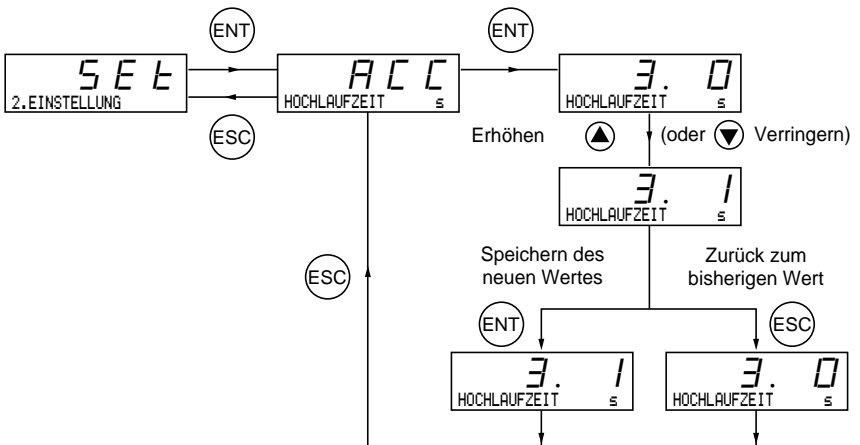 ENT
ENT
SEt
2.EINSTELLUNG
ACC
HOCHLAUFZEIT s
3. 0
HOCHLAUFZEIT s
ESC
Erhöhen (oder Verringern)
3. 1
HOCHLAUFZEIT s
Speichern des
neuen Wertes
Zurück zum
bisherigen Wert
ESC
ENT
ESC
3. 1
HOCHLAUFZEIT s
3. 0
HOCHLAUFZEIT s